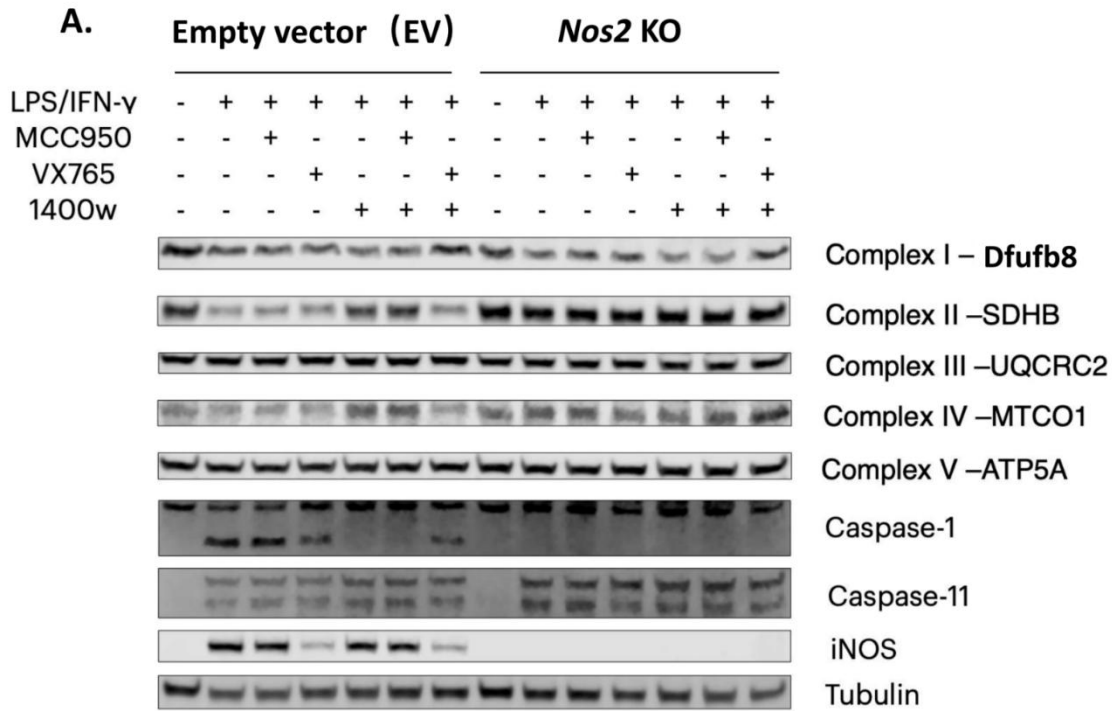 A.
Empty vector (EV) Nos2 KO
LPS/IFN-γ - + + + + + + - + + + + + +
MCC950 - - + - - + - - - + - - + -
VX765 - - - + - - + - - - + - - +
1400w - - - - + + + - - - - + + +
Complex I – Dfufb8
Complex II –SDHB
Complex III –UQCRC2
Complex IV –MTCO1
Complex V –ATP5A
Caspase-1
Caspase-11
iNOS
Tubulin